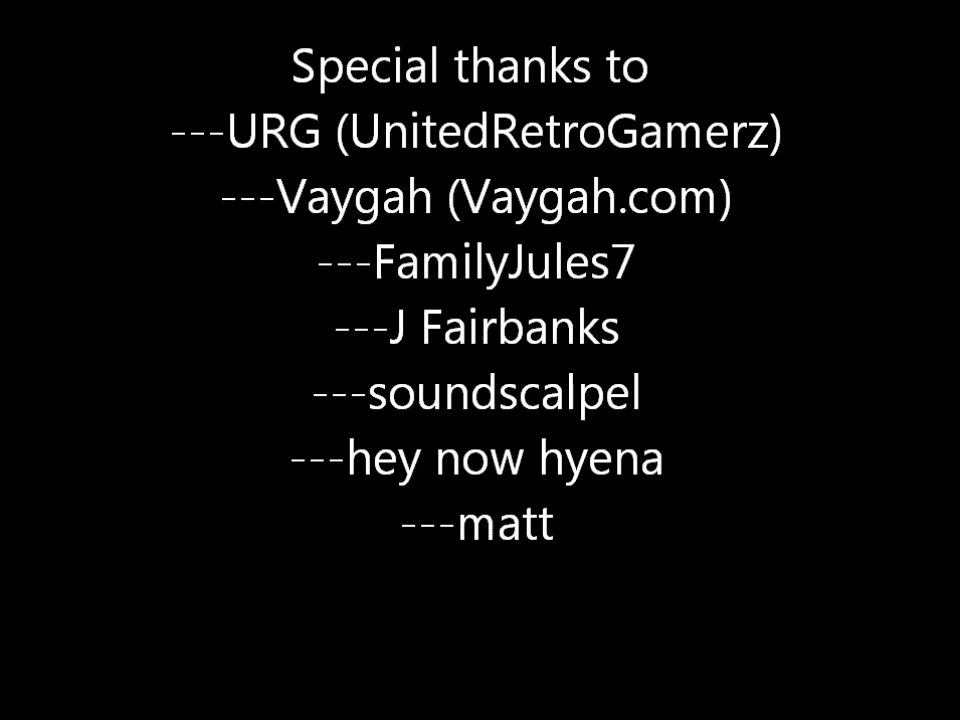 Special thanks to
---URG (UnitedRetroGamerz)
---Vaygah (Vaygah.com)
---FamilyJules7
---J Fairbanks
---soundscalpel
---hey now hyena
---matt